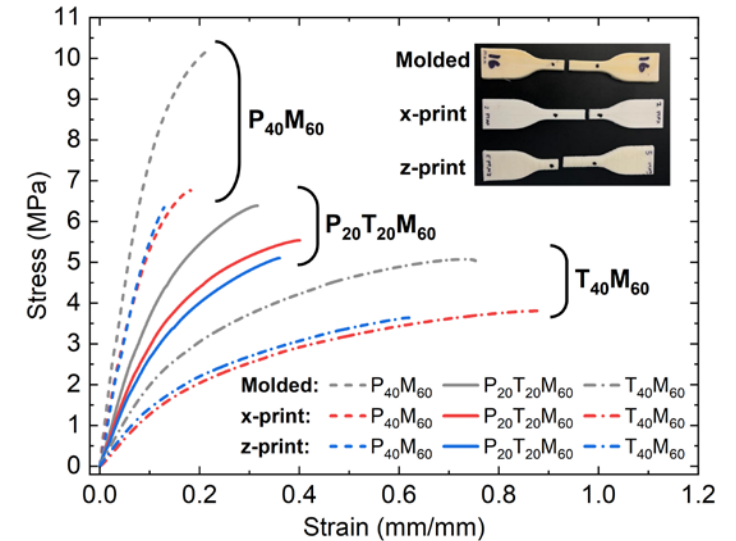 11
10
9
8
7
6
5
4
3
2
1
0
Stress (MPa)
Molded
x-print
z-print
16
16
P₄₀M₆₀
P₂₀T₂₀M₆₀
T₄₀M₆₀
Molded: P₄₀M₆₀ P₂₀T₂₀M₆₀ T₄₀M₆₀
x-print: P₄₀M₆₀ P₂₀T₂₀M₆₀ T₄₀M₆₀
z-print: P₄₀M₆₀ P₂₀T₂₀M₆₀ T₄₀M₆₀
0.0 0.2 0.4 0.6 0.8 1.0 1.2
Strain (mm/mm)